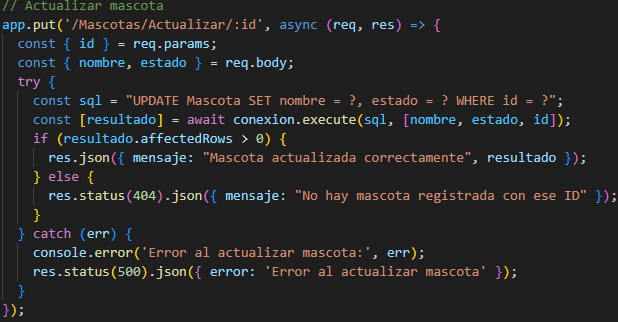 // Actualizar mascota
app.put('/Mascotas/Actualizar/:id', async (req, res) => {
  const { id } = req.params;
  const { nombre, estado } = req.body;
  try {
    const sql = "UPDATE Mascota SET nombre = ?, estado = ? WHERE id = ?";
    const [resultado] = await conexion.execute(sql, [nombre, estado, id]);
    if (resultado.affectedRows > 0) {
      res.json({ mensaje: "Mascota actualizada correctamente", resultado });
    } else {
      res.status(404).json({ mensaje: "No hay mascota registrada con ese ID" });
    }
  } catch (err) {
    console.error('Error al actualizar mascota:', err);
    res.status(500).json({ error: 'Error al actualizar mascota' });
  }
});